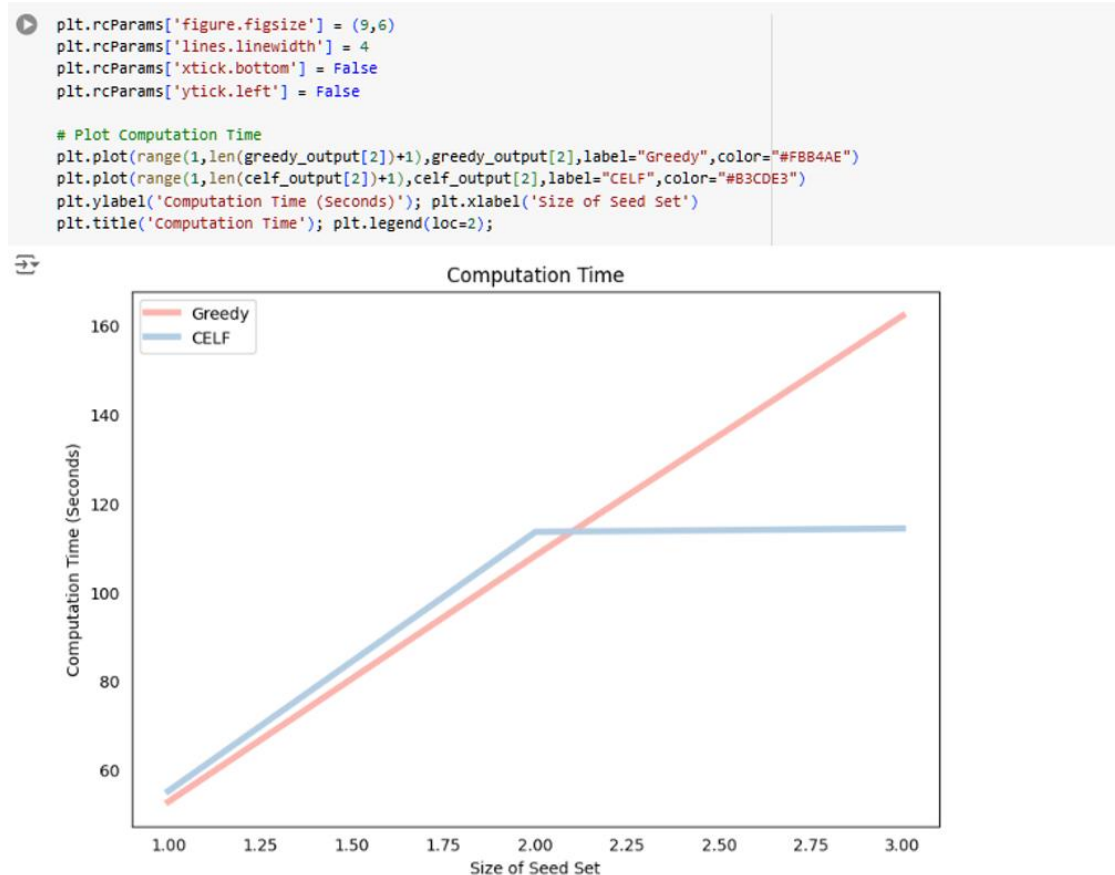 plt.rcParams['figure.figsize'] = (9,6)
plt.rcParams['lines.linewidth'] = 4
plt.rcParams['xtick.bottom'] = False
plt.rcParams['ytick.left'] = False
# Plot Computation Time
plt.plot(range(1,len(greedy_output[2])+1),greedy_output[2],label="Greedy",color="#FBB4AE")
plt.plot(range(1,len(celf_output[2])+1),celf_output[2],label="CELF",color="#B3CDE3")
plt.ylabel('Computation Time (Seconds)'); plt.xlabel('Size of Seed Set')
plt.title('Computation Time'); plt.legend(loc=2);
Computation Time
Greedy
CELF
160
140
120
100
80
60
Computation Time (Seconds)
1.00 1.25 1.50 1.75 2.00 2.25 2.50 2.75 3.00
Size of Seed Set